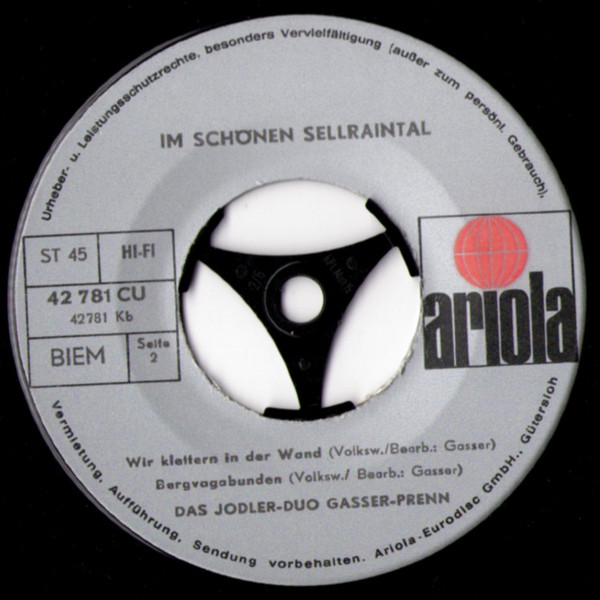 Urheber- u. Leistungsschutzrechte, besonders Vervielfältigung (außer zum persönl. Gebrauch),
IM SCHÖNEN SELLRAINTAL
ST 45
HI-FI
42 781 CU
42781 Kb
BIEM
Seite
2
ariola
Wir klettern in der Wand (Volksw./Bearb.: Gasser)
Bergvagabunden (Volksw./ Bearb.: Gasser)
DAS JODLER-DUO GASSER-PRENN
Vermietung, Aufführung, Sendung vorbehalten. Ariola-Eurodisc GmbH., Gütersloh